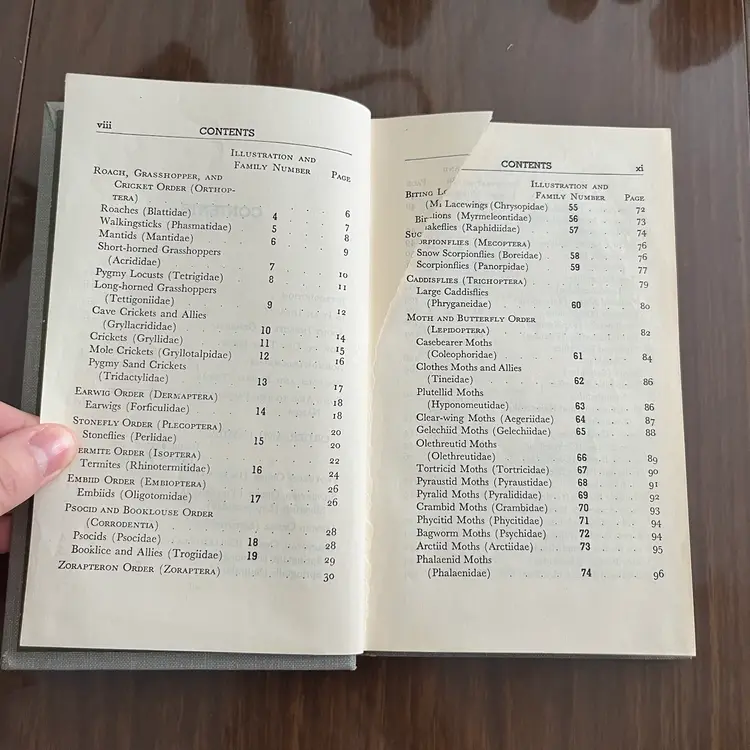 viii
CONTENTS
Illustration and
Family Number
Page
Roach, Grasshopper, and
Cricket Order (Orthop-
tera)
Roaches (Blattidae) 4 6
Walkingsticks (Phasmatidae) 5 7
Mantids (Mantidae) 6 8
Short-horned Grasshoppers 9
(Acrididae) 7
Pygmy Locusts (Tetrigidae) 8 10
Long-horned Grasshoppers 11
(Tettigoniidae) 9 12
Cave Crickets and Allies
(Gryllacrididae) 10
Crickets (Gryllidae) 11 14
Mole Crickets (Gryllotalpidae) 12 15
Pygmy Sand Crickets 16
(Tridactylidae) 13 17
Earwig Order (Dermaptera) 18
Earwigs (Forficulidae) 14 18
Stonefly Order (Plecoptera) 20
Stoneflies (Perlidae) 15 20
ermite Order (Isoptera) 22
Termites (Rhinotermitidae) 16 24
Embiid Order (Embioptera) 26
Embiids (Oligotomidae) 17 26
Psocid and Booklouse Order
(Corrodentia) 28
Psocids (Psocidae) 18 28
Booklice and Allies (Trogiidae) 19 29
Zorapteron Order (Zoraptera) 30
CONTENTS
xi
Illustration and
Family Number
Page
Biting L
(M
Lacewings (Chrysopidae) 55 72
Bit
lions (Myrmeleontidae) 56 73
akeflies (Raphidiidae) 57 74
Suc
orpionflies (Mecoptera) 76
Snow Scorpionflies (Boreidae) 58 76
Scorpionflies (Panorpidae) 59 77
Caddisflies (Trichoptera) 79
Large Caddisflies
(Phryganeidae) 60 80
Moth and Butterfly Order
(Lepidoptera) 82
Casebearer Moths
(Coleophoridae) 61 84
Clothes Moths and Allies
(Tineidae) 62 86
Plutellid Moths
(Hyponomeutidae) 63 86
Clear-wing Moths (Aegeriidae) 64 87
Gelechiid Moths (Gelechiidae) 65 88
Olethreutid Moths
(Olethreutidae) 66 89
Tortricid Moths (Tortricidae) 67 90
Pyraustid Moths (Pyraustidae) 68 91
Pyralid Moths (Pyralididae) 69 92
Crambid Moths (Crambidae) 70 93
Phycitid Moths (Phycitidae) 71 94
Bagworm Moths (Psychidae) 72 94
Arctiid Moths (Arctiidae) 73 95
Phalaenid Moths
(Phalaenidae) 74 96